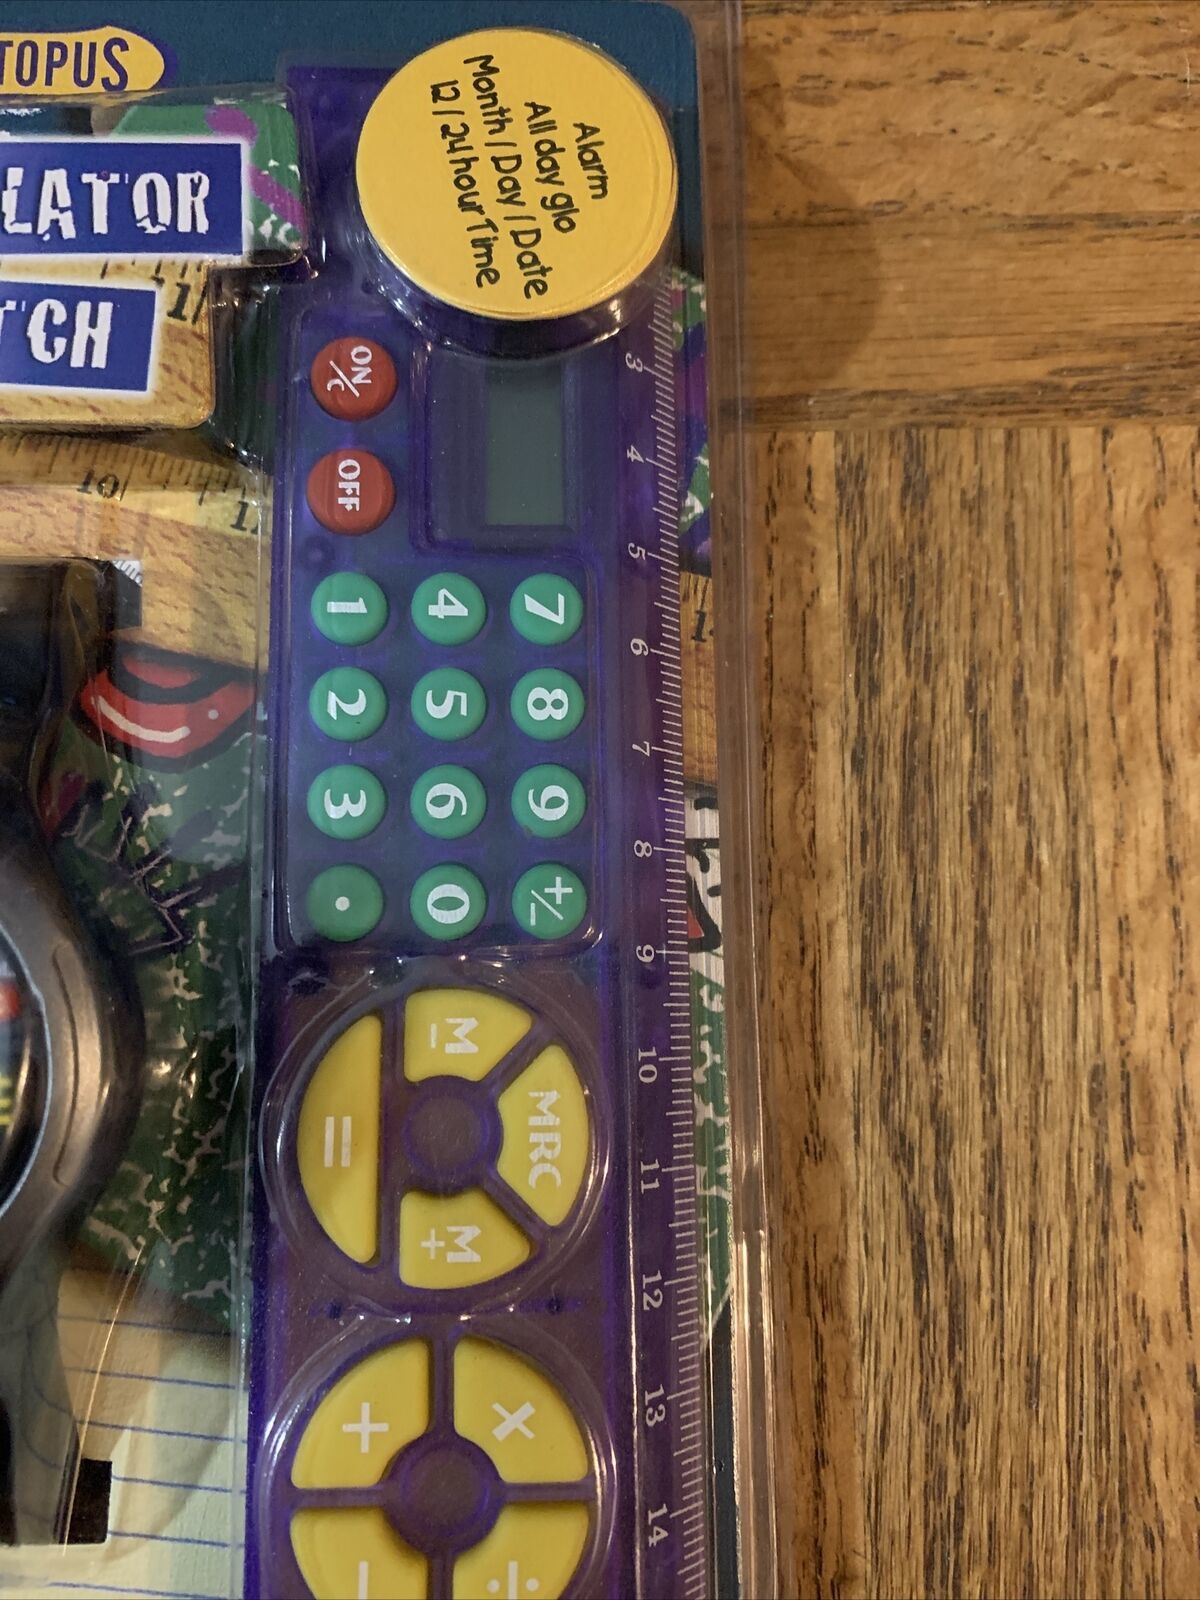 TOPUS
LATOR
TCH
Alarm
All day glo
Month / Day / Date
12 / 24 hour Time
ON/C
OFF
7 8 9 +/-
4 5 6 0
1 2 3 .
MRC
M-
M+
=
×
+
÷
-
3 4 5 6 7 8 9 10 11 12 13 14
10